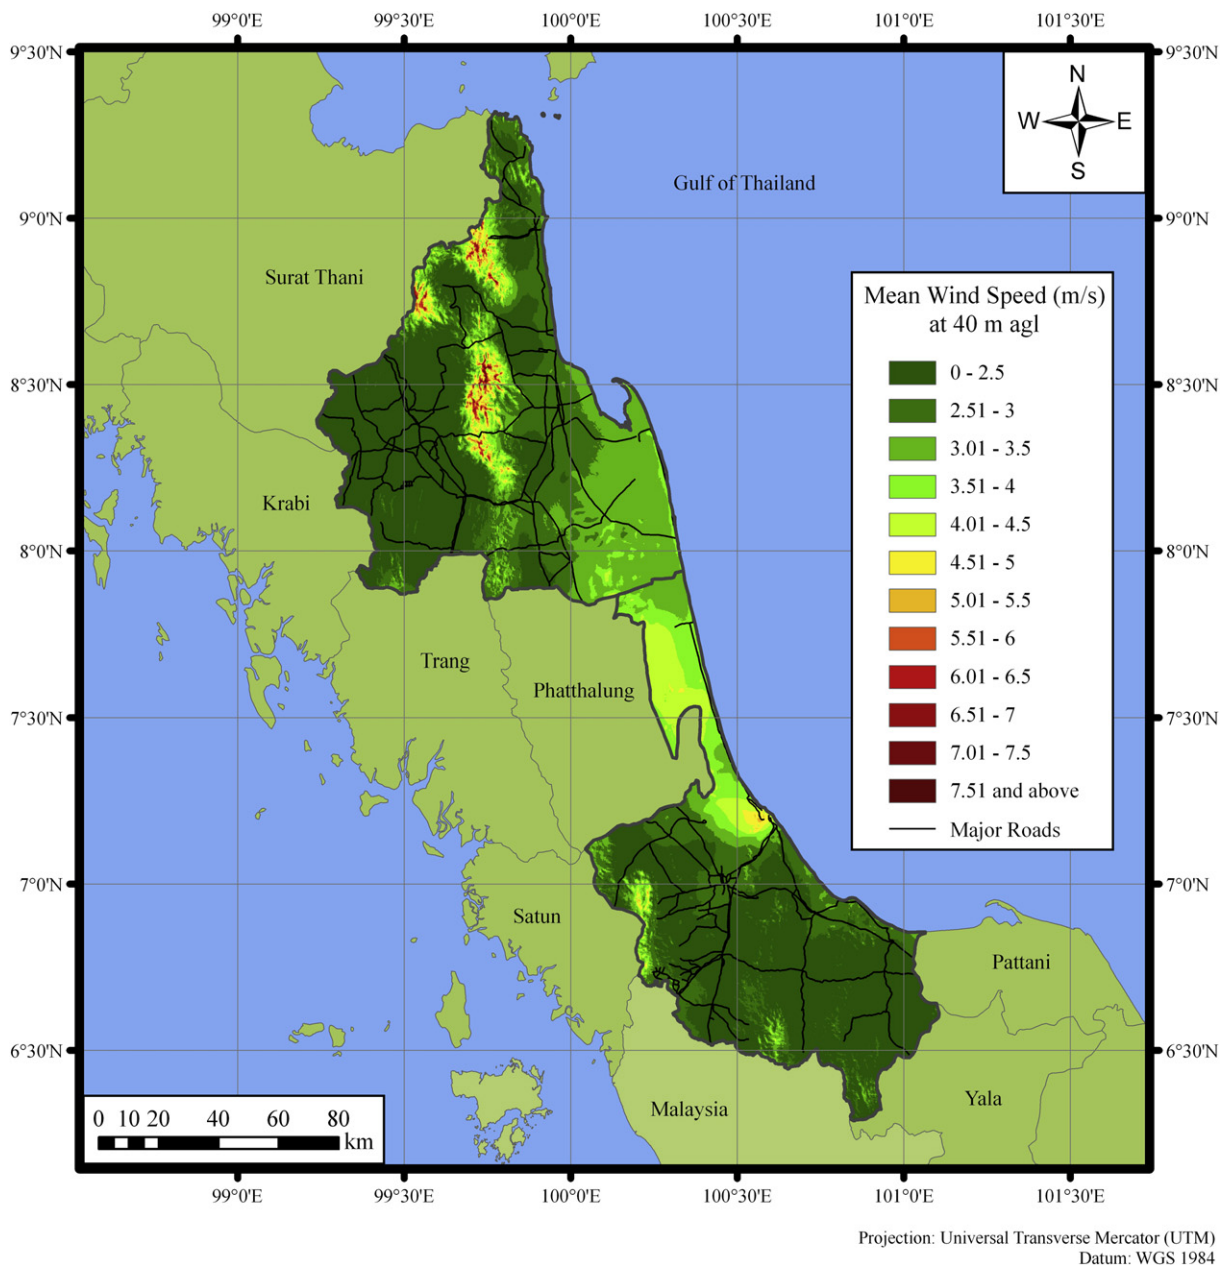 99°0'E 99°30'E 100°0'E 100°30'E 101°0'E 101°30'E
9°30'N 9°30'N
N
W E
S
Gulf of Thailand
9°0'N 9°0'N
Surat Thani
Mean Wind Speed (m/s)
at 40 m agl
0 - 2.5
8°30'N 8°30'N
2.51 - 3
3.01 - 3.5
3.51 - 4
Krabi
4.01 - 4.5
8°0'N 8°0'N
4.51 - 5
5.01 - 5.5
5.51 - 6
Trang
6.01 - 6.5
Phatthalung
6.51 - 7
7°30'N 7°30'N
7.01 - 7.5
7.51 and above
Major Roads
7°0'N 7°0'N
Satun
Pattani
6°30'N 6°30'N
Yala
Malaysia
0 10 20 40 60 80
km
99°0'E 99°30'E 100°0'E 100°30'E 101°0'E 101°30'E
Projection: Universal Transverse Mercator (UTM)
Datum: WGS 1984